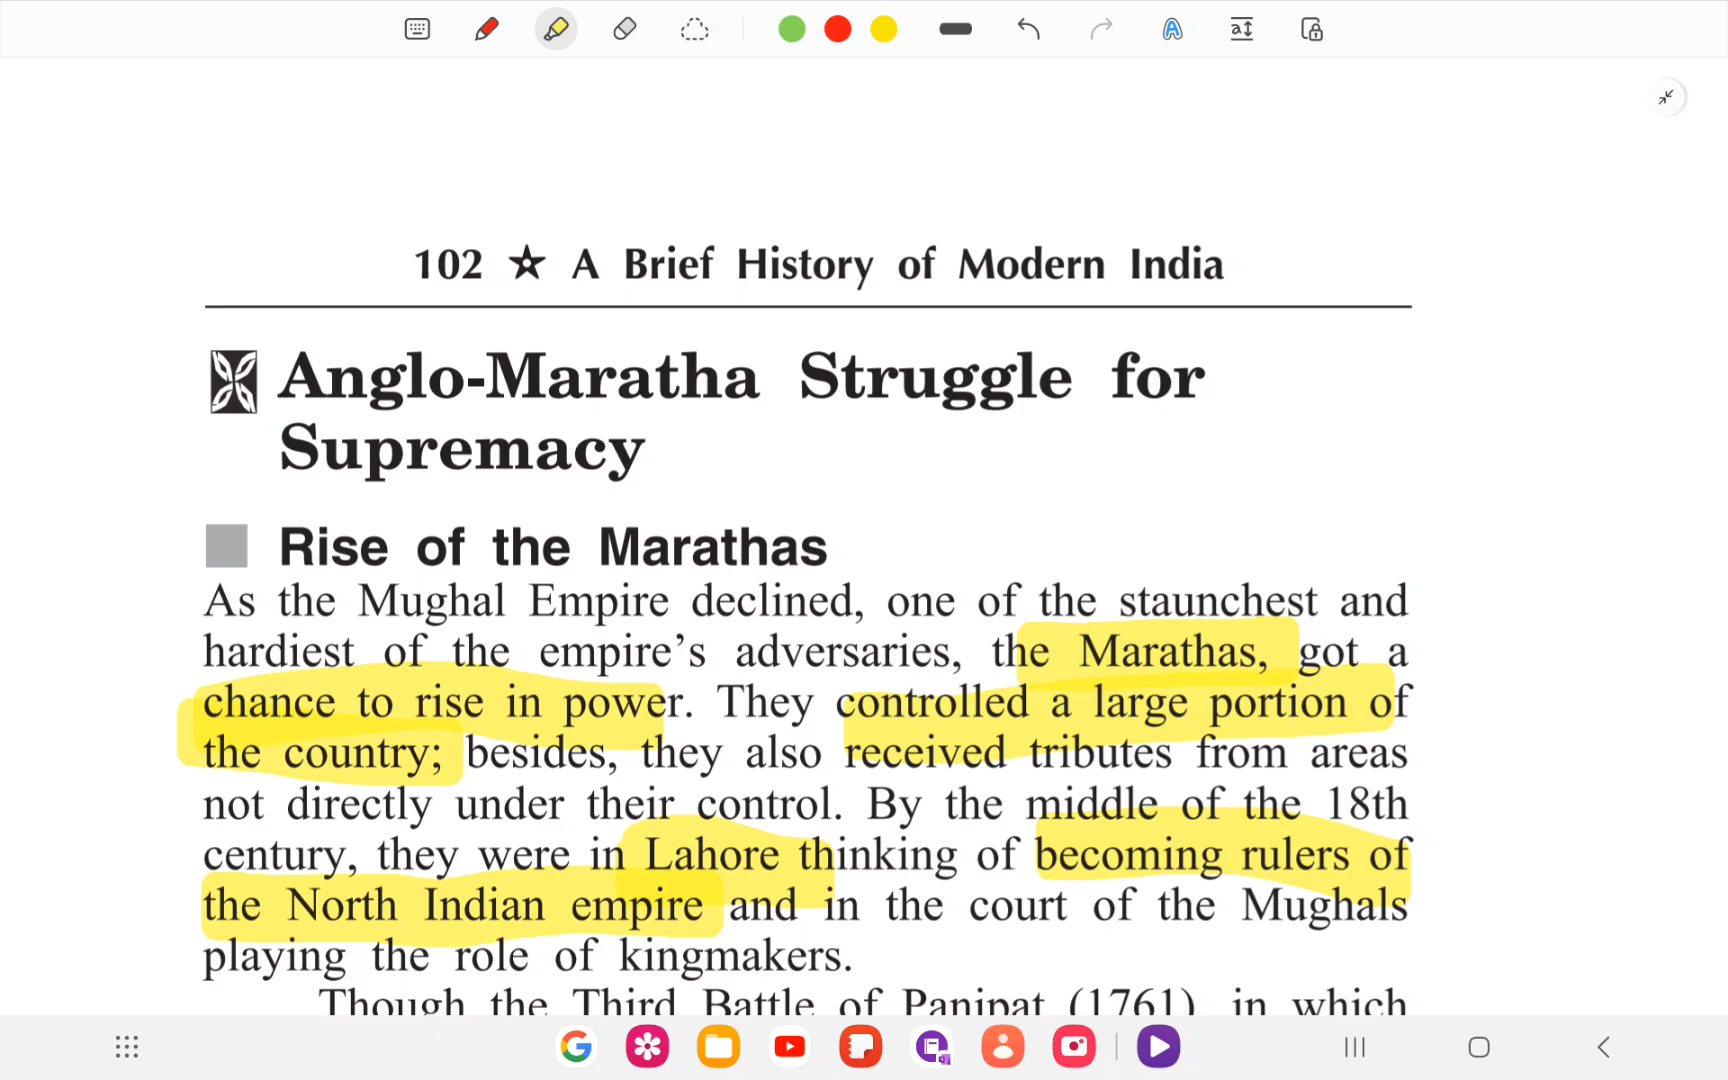 102 ☆ A Brief History of Modern India
Anglo-Maratha Struggle for
Supremacy
Rise of the Marathas
As the Mughal Empire declined, one of the staunchest and
hardiest of the empire's adversaries, the Marathas, got a
chance to rise in power. They controlled a large portion of
the country; besides, they also received tributes from areas
not directly under their control. By the middle of the 18th
century, they were in Lahore thinking of becoming rulers of
the North Indian empire and in the court of the Mughals
playing the role of kingmakers.
Though the Third Battle of Panipat (1761), in which